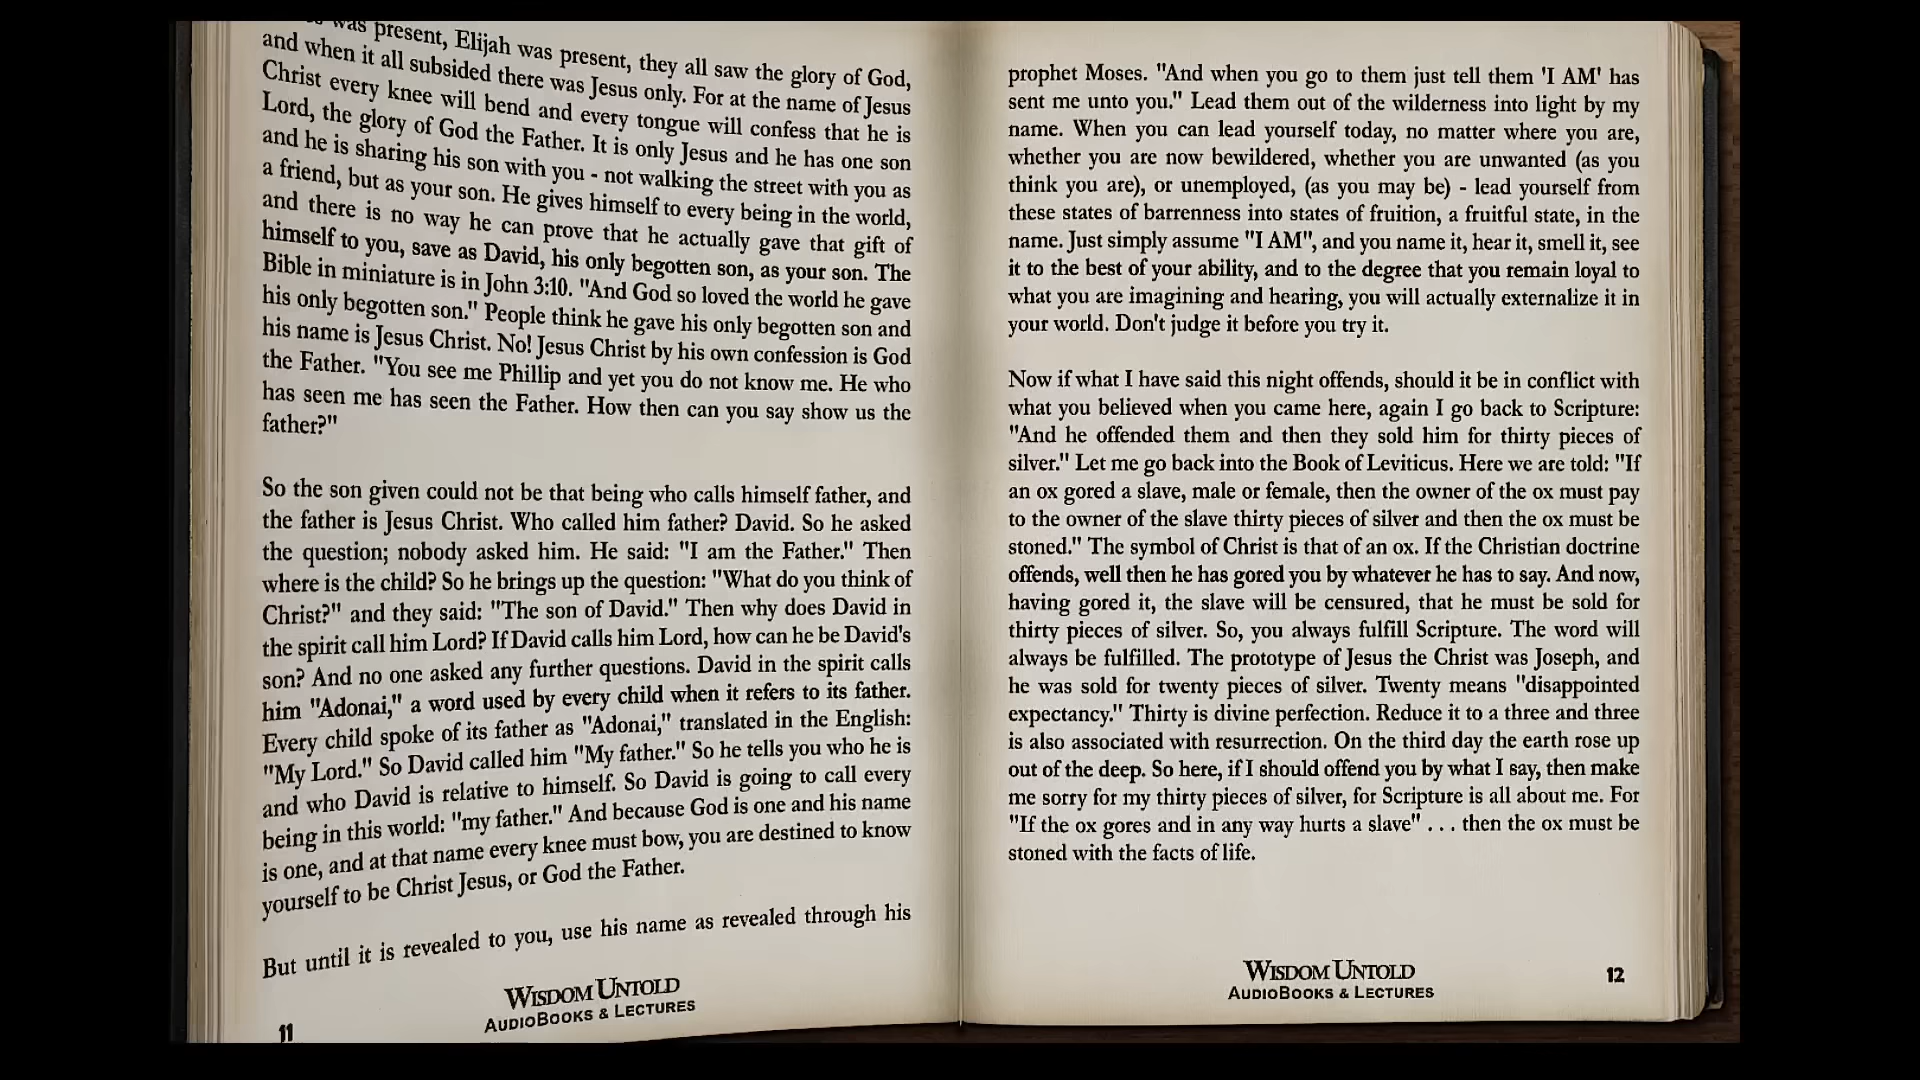 was present, Elijah was present, they all saw the glory of God,
and when it all subsided there was Jesus only. For at the name of Jesus
Christ every knee will bend and every tongue will confess that he is
Lord, the glory of God the Father. It is only Jesus and he has one son
and he is sharing his son with you - not walking the street with you as
a friend, but as your son. He gives himself to every being in the world,
and there is no way he can prove that he actually gave that gift of
himself to you, save as David, his only begotten son, as your son. The
Bible in miniature is in John 3:10. "And God so loved the world he gave
his only begotten son." People think he gave his only begotten son and
his name is Jesus Christ. No! Jesus Christ by his own confession is God
the Father. "You see me Phillip and yet you do not know me. He who
has seen me has seen the Father. How then can you say show us the
father?"
So the son given could not be that being who calls himself father, and
the father is Jesus Christ. Who called him father? David. So he asked
the question; nobody asked him. He said: "I am the Father." Then
where is the child? So he brings up the question: "What do you think of
Christ?" and they said: "The son of David." Then why does David in
the spirit call him Lord? If David calls him Lord, how can he be David's
son? And no one asked any further questions. David in the spirit calls
him "Adonai," a word used by every child when it refers to its father.
Every child spoke of its father as "Adonai," translated in the English:
"My Lord." So David called him "My father." So he tells you who he is
and who David is relative to himself. So David is going to call every
being in this world: "my father." And because God is one and his name
is one, and at that name every knee must bow, you are destined to know
yourself to be Christ Jesus, or God the Father.
But until it is revealed to you, use his name as revealed through his
WISDOM UNTOLD
AUDIOBOOKS & LECTURES
11
prophet Moses. "And when you go to them just tell them 'I AM' has
sent me unto you." Lead them out of the wilderness into light by my
name. When you can lead yourself today, no matter where you are,
whether you are now bewildered, whether you are unwanted (as you
think you are), or unemployed, (as you may be) - lead yourself from
these states of barrenness into states of fruition, a fruitful state, in the
name. Just simply assume "I AM", and you name it, hear it, smell it, see
it to the best of your ability, and to the degree that you remain loyal to
what you are imagining and hearing, you will actually externalize it in
your world. Don't judge it before you try it.
Now if what I have said this night offends, should it be in conflict with
what you believed when you came here, again I go back to Scripture:
"And he offended them and then they sold him for thirty pieces of
silver." Let me go back into the Book of Leviticus. Here we are told: "If
an ox gored a slave, male or female, then the owner of the ox must pay
to the owner of the slave thirty pieces of silver and then the ox must be
stoned." The symbol of Christ is that of an ox. If the Christian doctrine
offends, well then he has gored you by whatever he has to say. And now,
having gored it, the slave will be censured, that he must be sold for
thirty pieces of silver. So, you always fulfill Scripture. The word will
always be fulfilled. The prototype of Jesus the Christ was Joseph, and
he was sold for twenty pieces of silver. Twenty means "disappointed
expectancy." Thirty is divine perfection. Reduce it to a three and three
is also associated with resurrection. On the third day the earth rose up
out of the deep. So here, if I should offend you by what I say, then make
me sorry for my thirty pieces of silver, for Scripture is all about me. For
"If the ox gores and in any way hurts a slave" . . . then the ox must be
stoned with the facts of life.
WISDOM UNTOLD
AUDIOBOOKS & LECTURES
12